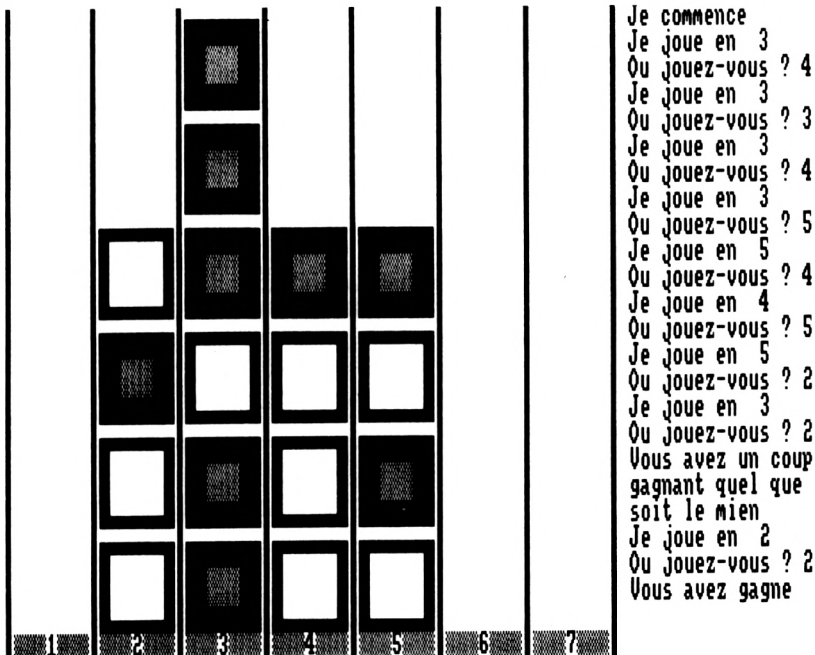 Je commence
Je joue en 3
Ou jouez-vous ? 4
Je joue en 3
Ou jouez-vous ? 3
Je joue en 3
Ou jouez-vous ? 4
Je joue en 3
Ou jouez-vous ? 5
Je joue en 5
Ou jouez-vous ? 4
Je joue en 4
Ou jouez-vous ? 5
Je joue en 5
Ou jouez-vous ? 2
Je joue en 3
Ou jouez-vous ? 2
Vous avez un coup
gagnant quel que
soit le mien
Je joue en 2
Ou jouez-vous ? 2
Vous avez gagne
1 2 3 4 5 6 7